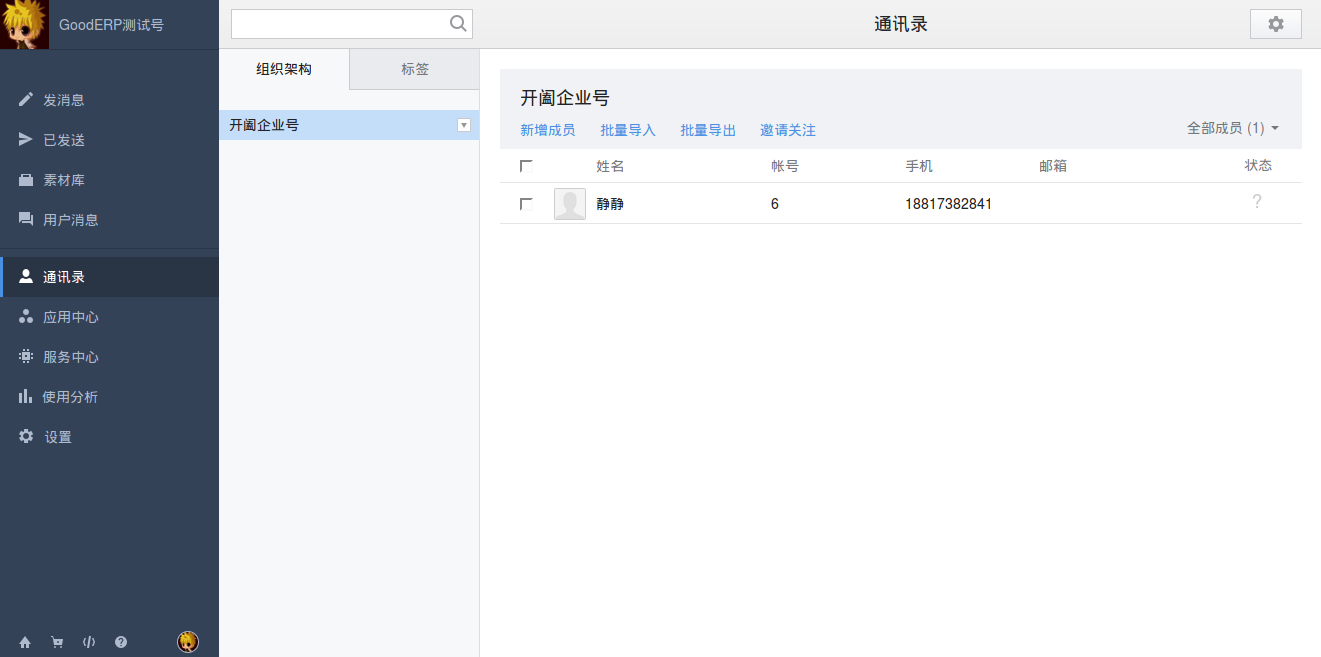 GoodERP测试号
通讯录
发消息
已发送
素材库
用户消息
通讯录
应用中心
服务中心
使用分析
设置
组织架构 标签
开阖企业号
开阖企业号
新增成员 批量导入 批量导出 邀请关注 全部成员 (1)
姓名 帐号 手机 邮箱 状态
静静 6 18817382841 ?